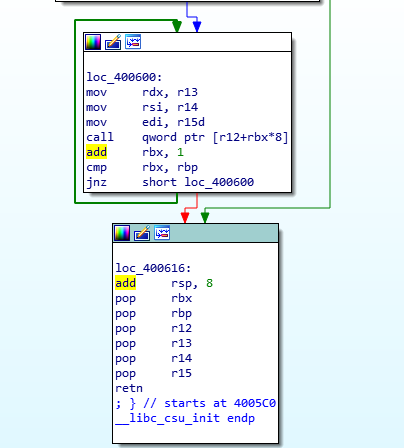 loc_400600:
mov rdx, r13
mov rsi, r14
mov edi, r15d
call qword ptr [r12+rbx*8]
add rbx, 1
cmp rbx, rbp
jnz short loc_400600
loc_400616:
add rsp, 8
pop rbx
pop rbp
pop r12
pop r13
pop r14
pop r15
retn
; } // starts at 4005C0
__libc_csu_init endp